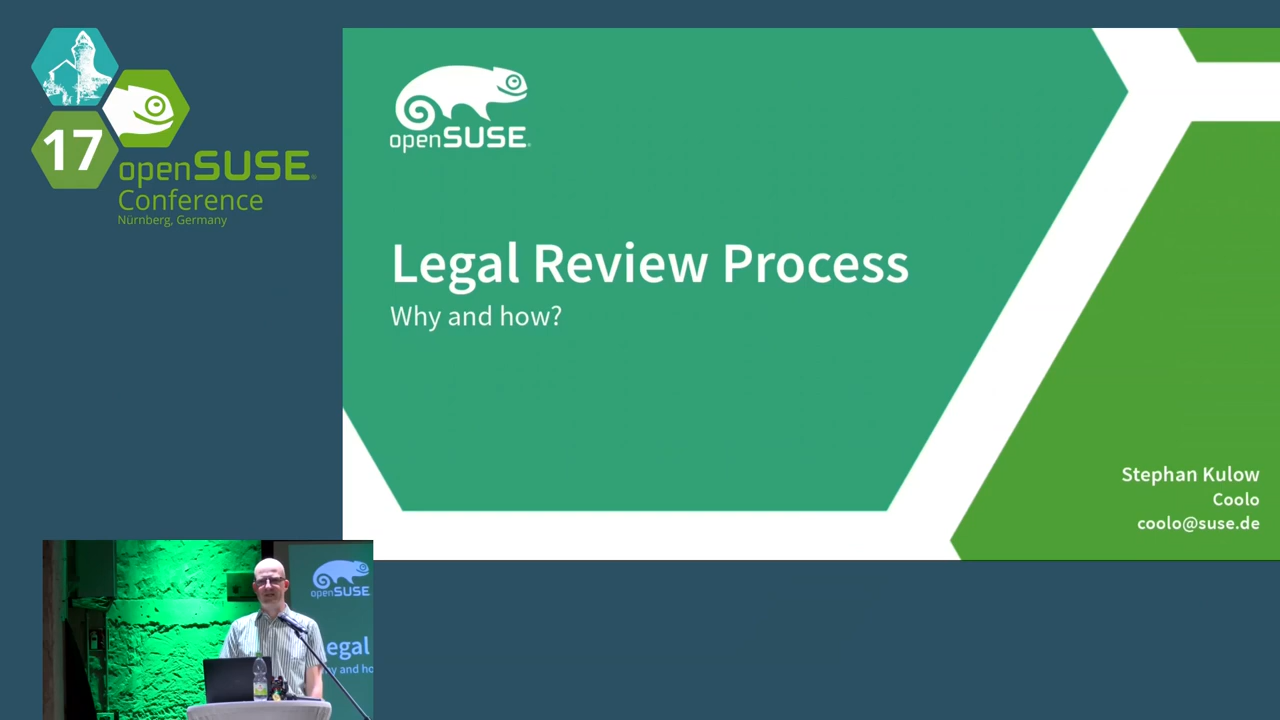 17
openSUSE
Conference
Nürnberg, Germany
openSUSE
Legal Review Process
Why and how?
Stephan Kulow
Coolo
coolo@suse.de
openSUSE
egal
hy and ho